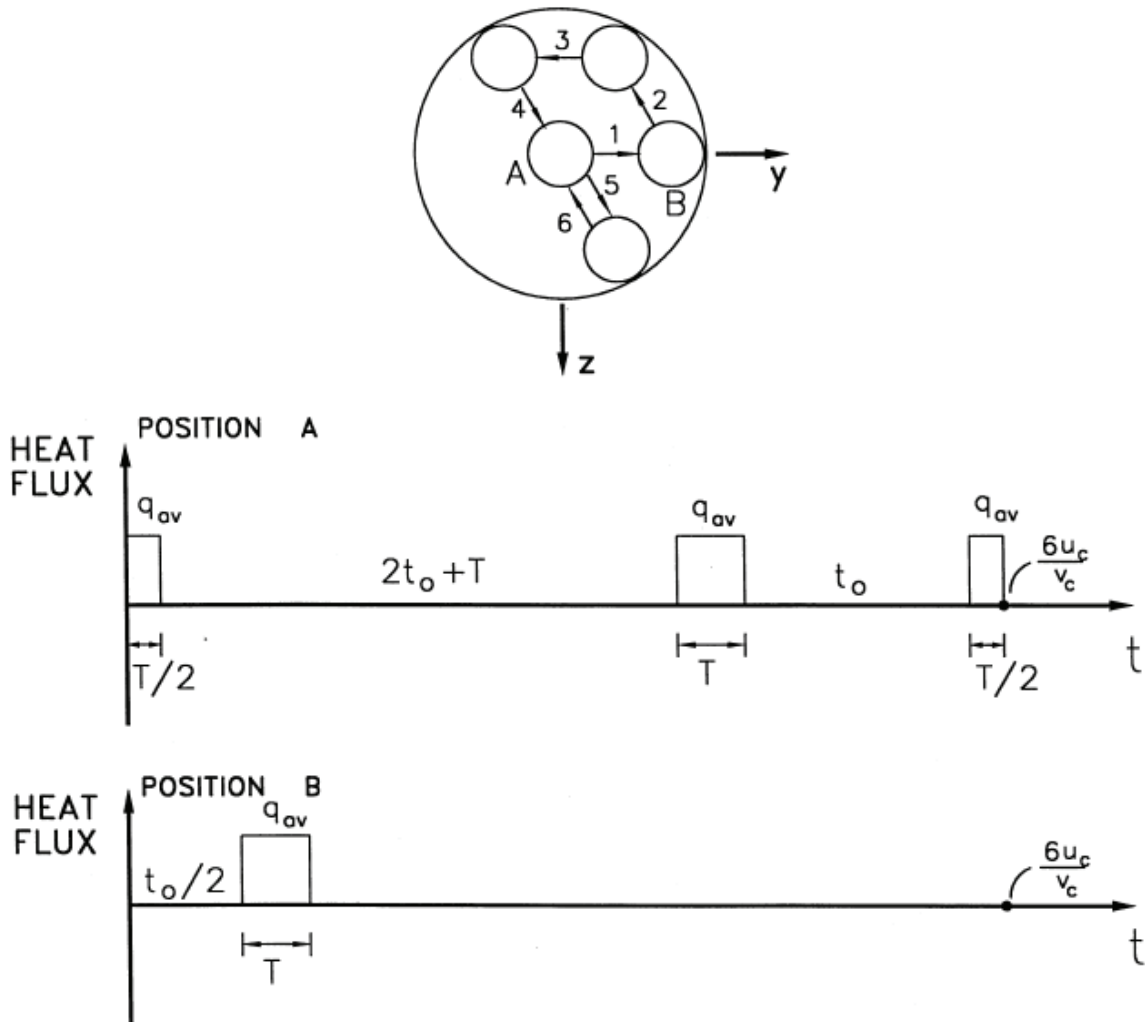 3
4
2
1
A
5
B
6
y
z
POSITION A
HEAT
FLUX
q_av
q_av
q_av
2t_o+T
t_o
6u_c
v_c
T/2
T
T/2
t
POSITION B
HEAT
FLUX
q_av
t_o/2
6u_c
v_c
T
t